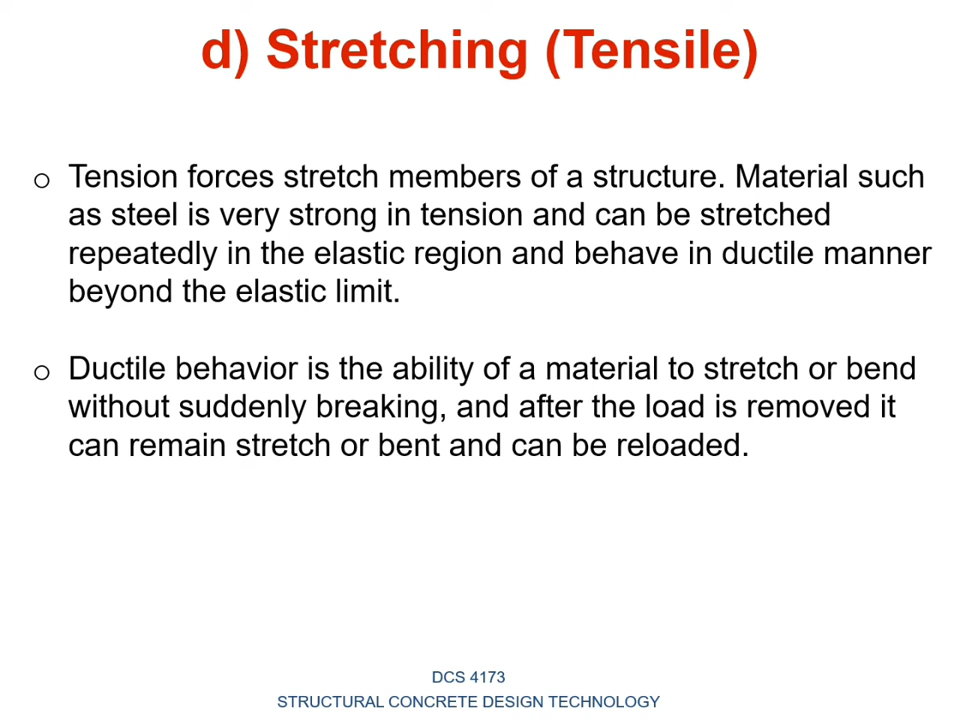 d) Stretching (Tensile)
o Tension forces stretch members of a structure. Material such
as steel is very strong in tension and can be stretched
repeatedly in the elastic region and behave in ductile manner
beyond the elastic limit.
o Ductile behavior is the ability of a material to stretch or bend
without suddenly breaking, and after the load is removed it
can remain stretch or bent and can be reloaded.
DCS 4173
STRUCTURAL CONCRETE DESIGN TECHNOLOGY